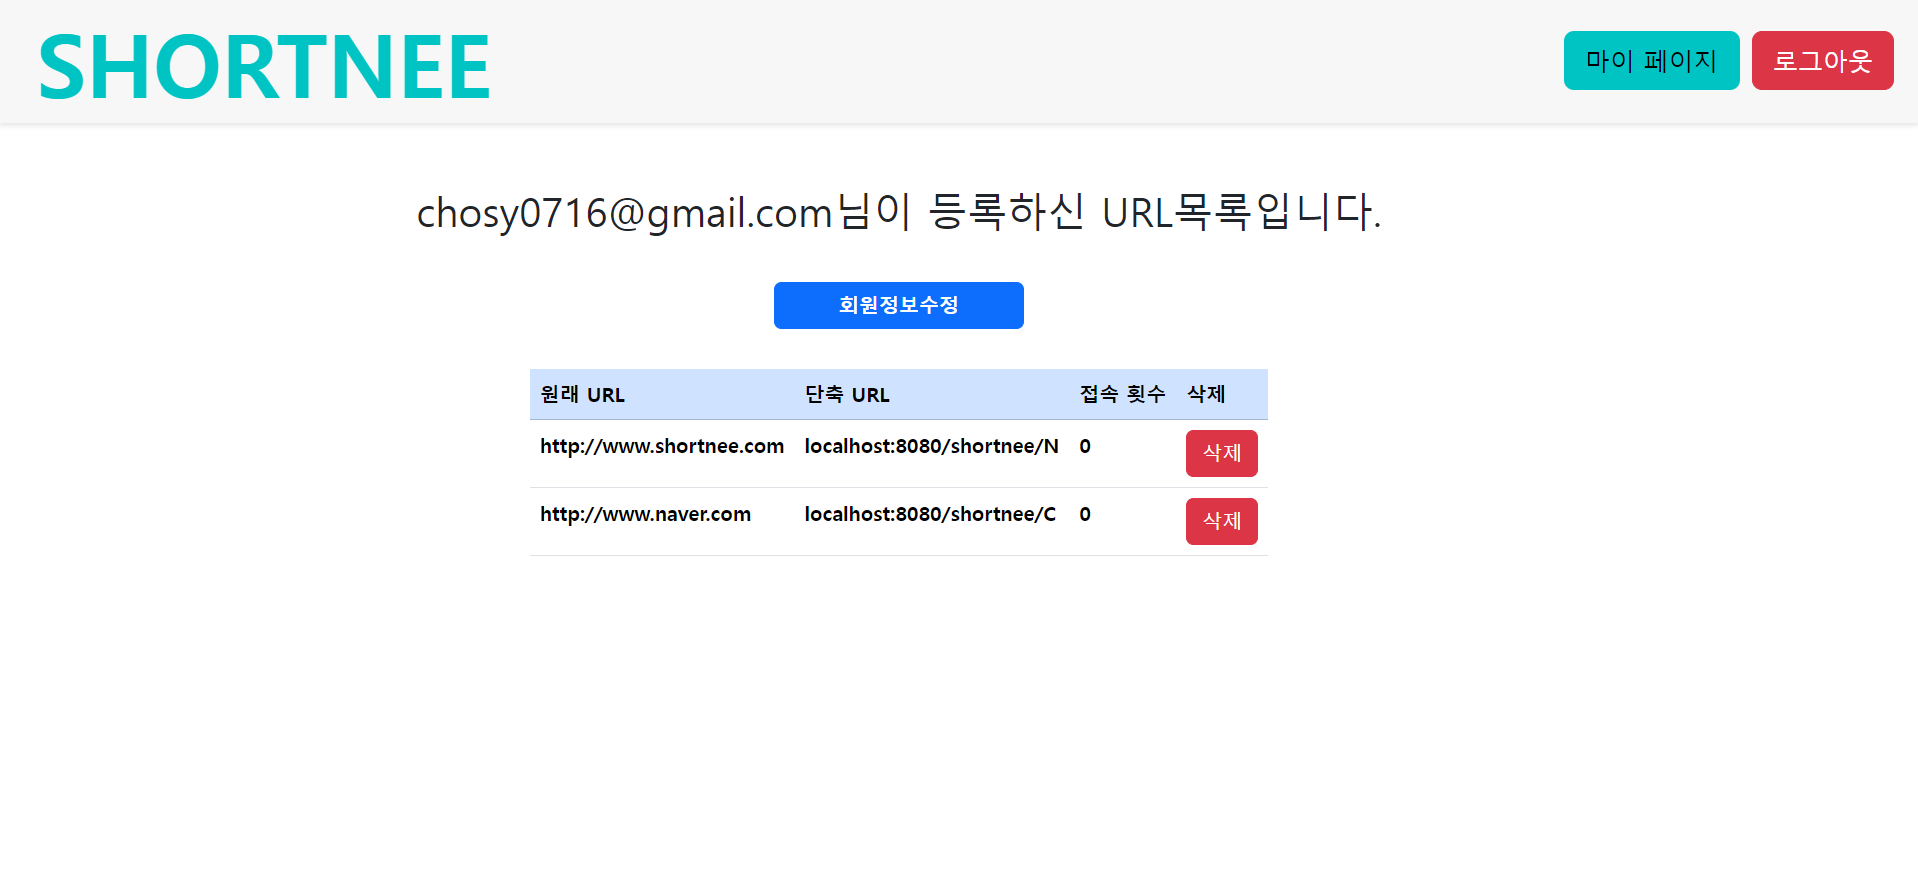 SHORTNEE
마이 페이지 로그아웃
chosy0716@gmail.com님이 등록하신 URL목록입니다.
회원정보수정
원래 URL 단축 URL 접속 횟수 삭제
http://www.shortnee.com localhost:8080/shortnee/N 0 삭제
http://www.naver.com localhost:8080/shortnee/C 0 삭제